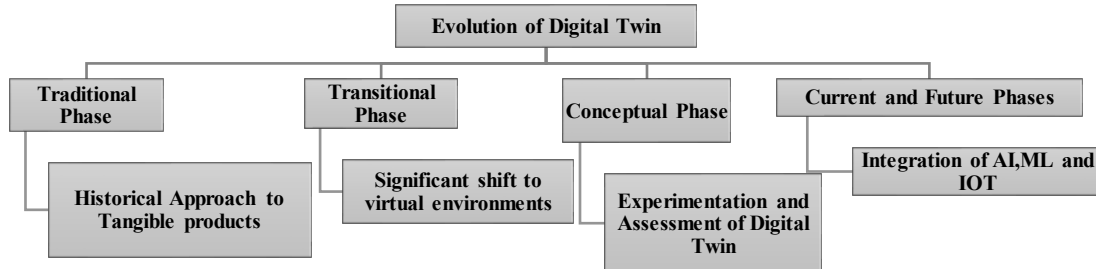 Evolution of Digital Twin
Traditional
Phase
Transitional
Phase
Conceptual Phase
Current and Future Phases
Historical Approach to
Tangible products
Significant shift to
virtual environments
Experimentation and
Assessment of Digital
Twin
Integration of AI,ML and
IOT